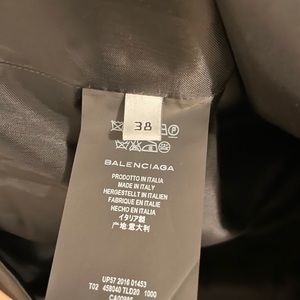 38
BALENCIAGA
PRODOTTO IN ITALIA
MADE IN ITALY
HERGESTELLT IN ITALIEN
FABRIQUE EN ITALIE
HECHO EN ITALIA
イタリア製
产地:意大利
UP57 2016 01453
T02 458040 TLD20 1000